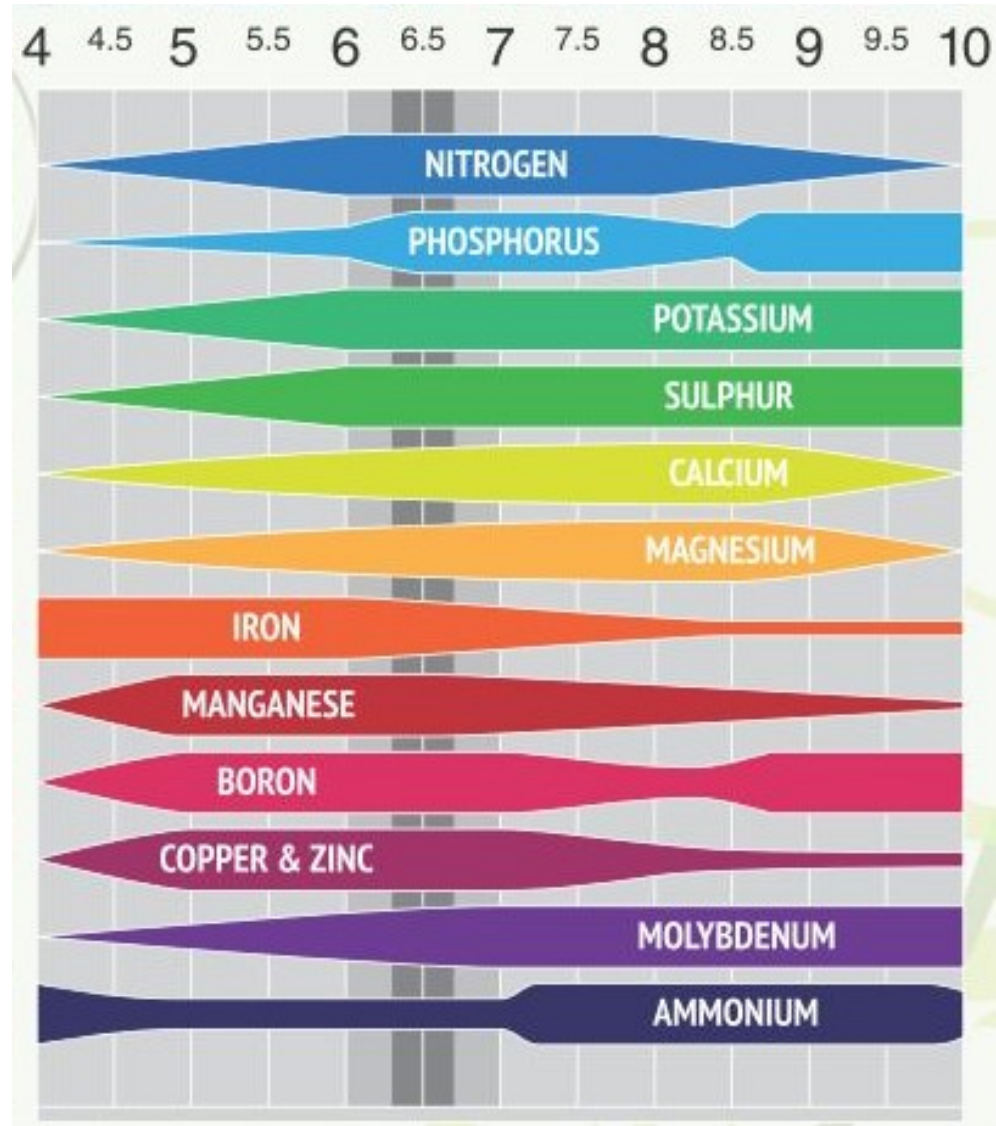 4 4.5 5 5.5 6 6.5 7 7.5 8 8.5 9 9.5 10
NITROGEN
PHOSPHORUS
POTASSIUM
SULPHUR
CALCIUM
MAGNESIUM
IRON
MANGANESE
BORON
COPPER & ZINC
MOLYBDENUM
AMMONIUM